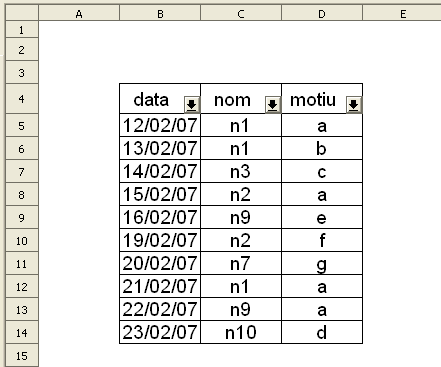 A B C D E
1
2
3
4 data nom motiu
5 12/02/07 n1 a
6 13/02/07 n1 b
7 14/02/07 n3 c
8 15/02/07 n2 a
9 16/02/07 n9 e
10 19/02/07 n2 f
11 20/02/07 n7 g
12 21/02/07 n1 a
13 22/02/07 n9 a
14 23/02/07 n10 d
15